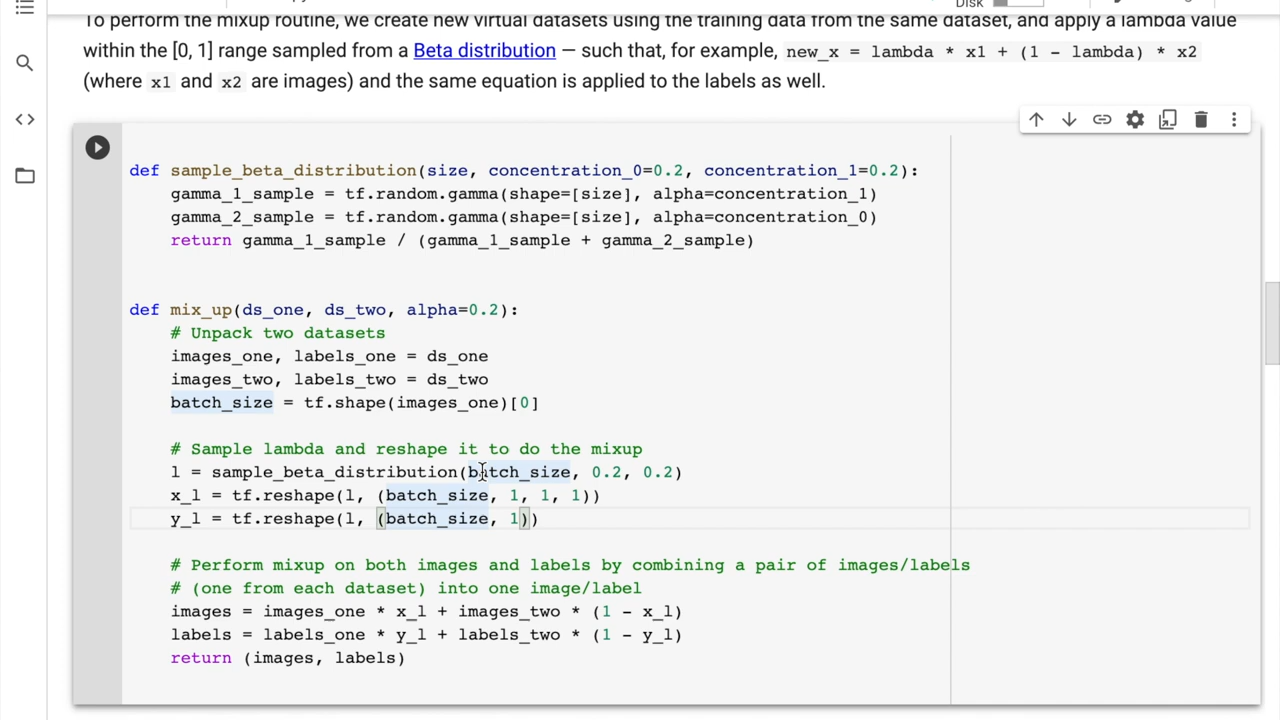 Disk
To perform the mixup routine, we create new virtual datasets using the training data from the same dataset, and apply a lambda value
within the [0, 1] range sampled from a Beta distribution — such that, for example, new_x = lambda * x1 + (1 - lambda) * x2
(where x1 and x2 are images) and the same equation is applied to the labels as well.
def sample_beta_distribution(size, concentration_0=0.2, concentration_1=0.2):
    gamma_1_sample = tf.random.gamma(shape=[size], alpha=concentration_1)
    gamma_2_sample = tf.random.gamma(shape=[size], alpha=concentration_0)
    return gamma_1_sample / (gamma_1_sample + gamma_2_sample)
def mix_up(ds_one, ds_two, alpha=0.2):
    # Unpack two datasets
    images_one, labels_one = ds_one
    images_two, labels_two = ds_two
    batch_size = tf.shape(images_one)[0]
    # Sample lambda and reshape it to do the mixup
    l = sample_beta_distribution(batch_size, 0.2, 0.2)
    x_l = tf.reshape(l, (batch_size, 1, 1, 1))
    y_l = tf.reshape(l, (batch_size, 1))
    # Perform mixup on both images and labels by combining a pair of images/labels
    # (one from each dataset) into one image/label
    images = images_one * x_l + images_two * (1 - x_l)
    labels = labels_one * y_l + labels_two * (1 - y_l)
    return (images, labels)